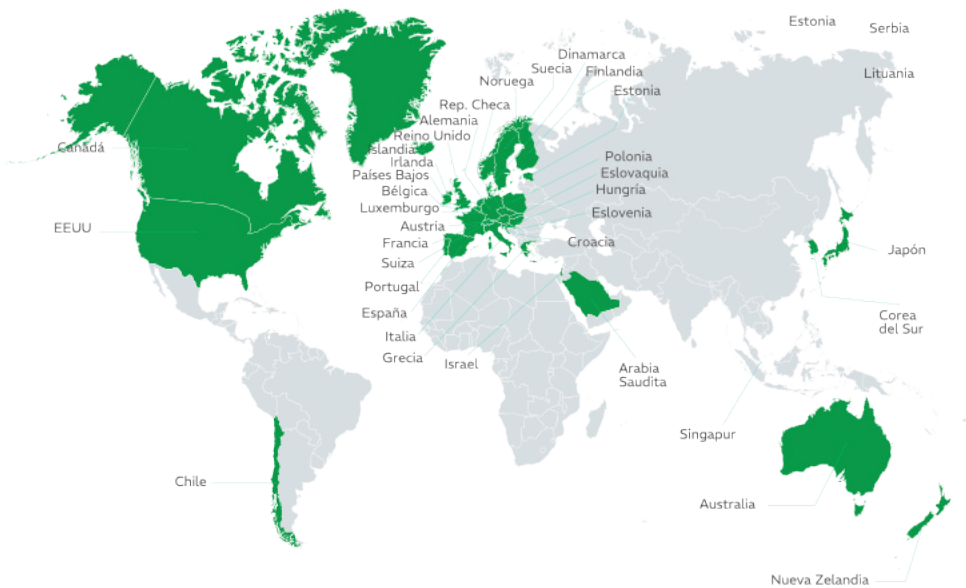 Estonia
Serbia
Dinamarca
Suecia
Finlandia
Lituania
Noruega
Estonia
Rep. Checa
Alemania
Reino Unido
Canadá
Islandia
Irlanda
Polonia
Países Bajos
Eslovaquia
Bélgica
Hungría
Luxemburgo
Eslovenia
EEUU
Austria
Francia
Croacia
Japón
Suiza
Portugal
España
Corea
del Sur
Italia
Grecia
Israel
Arabia
Saudita
Singapur
Chile
Australia
Nueva Zelandia